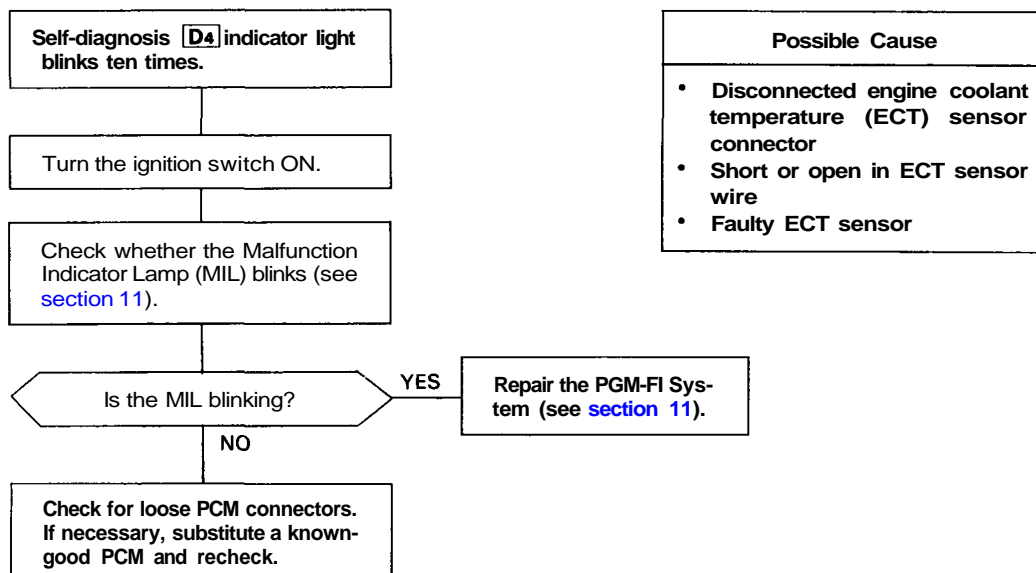 Self-diagnosis D4 indicator light
blinks ten times.
Turn the ignition switch ON.
Check whether the Malfunction
Indicator Lamp (MIL) blinks (see
section 11).
Is the MIL blinking?
YES
Repair the PGM-FI Sys-
tem (see section 11).
NO
Check for loose PCM connectors.
If necessary, substitute a known-
good PCM and recheck.
Possible Cause
• Disconnected engine coolant
temperature (ECT) sensor
connector
• Short or open in ECT sensor
wire
• Faulty ECT sensor